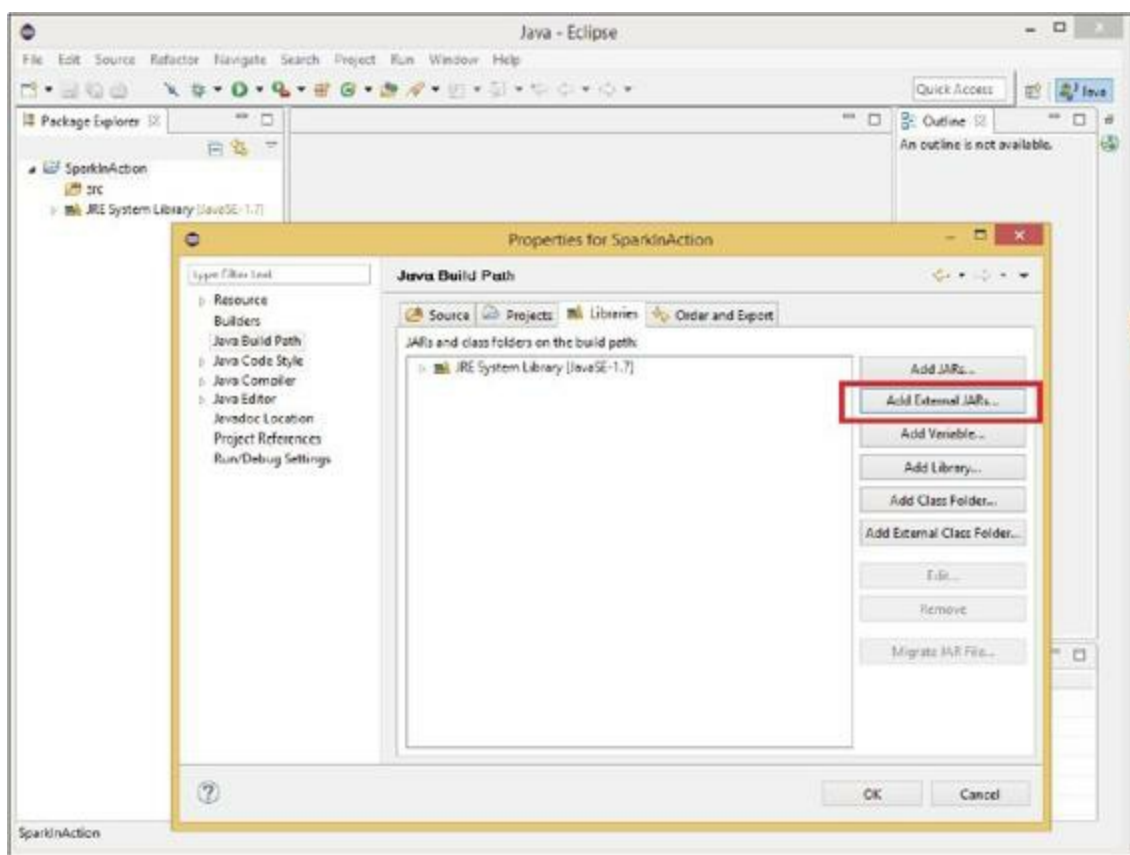 Java - Eclipse
File Edit Source Refactor Navigate Search Project Run Window Help
Quick Access
Java
Package Explorer
Outline
An outline is not available.
SparkInAction
src
JRE System Library [JavaSE-1.7]
Properties for SparkInAction
type filter text
Resource
Builders
Java Build Path
Java Code Style
Java Compiler
Java Editor
Javadoc Location
Project References
Run/Debug Settings
Java Build Path
Source Projects Libraries Order and Export
JARs and class folders on the build path:
JRE System Library [JavaSE-1.7]
Add JARs...
Add External JARs...
Add Variable...
Add Library...
Add Class Folder...
Add External Class Folder...
Edit...
Remove
Migrate JAR File...
OK
Cancel
SparkInAction